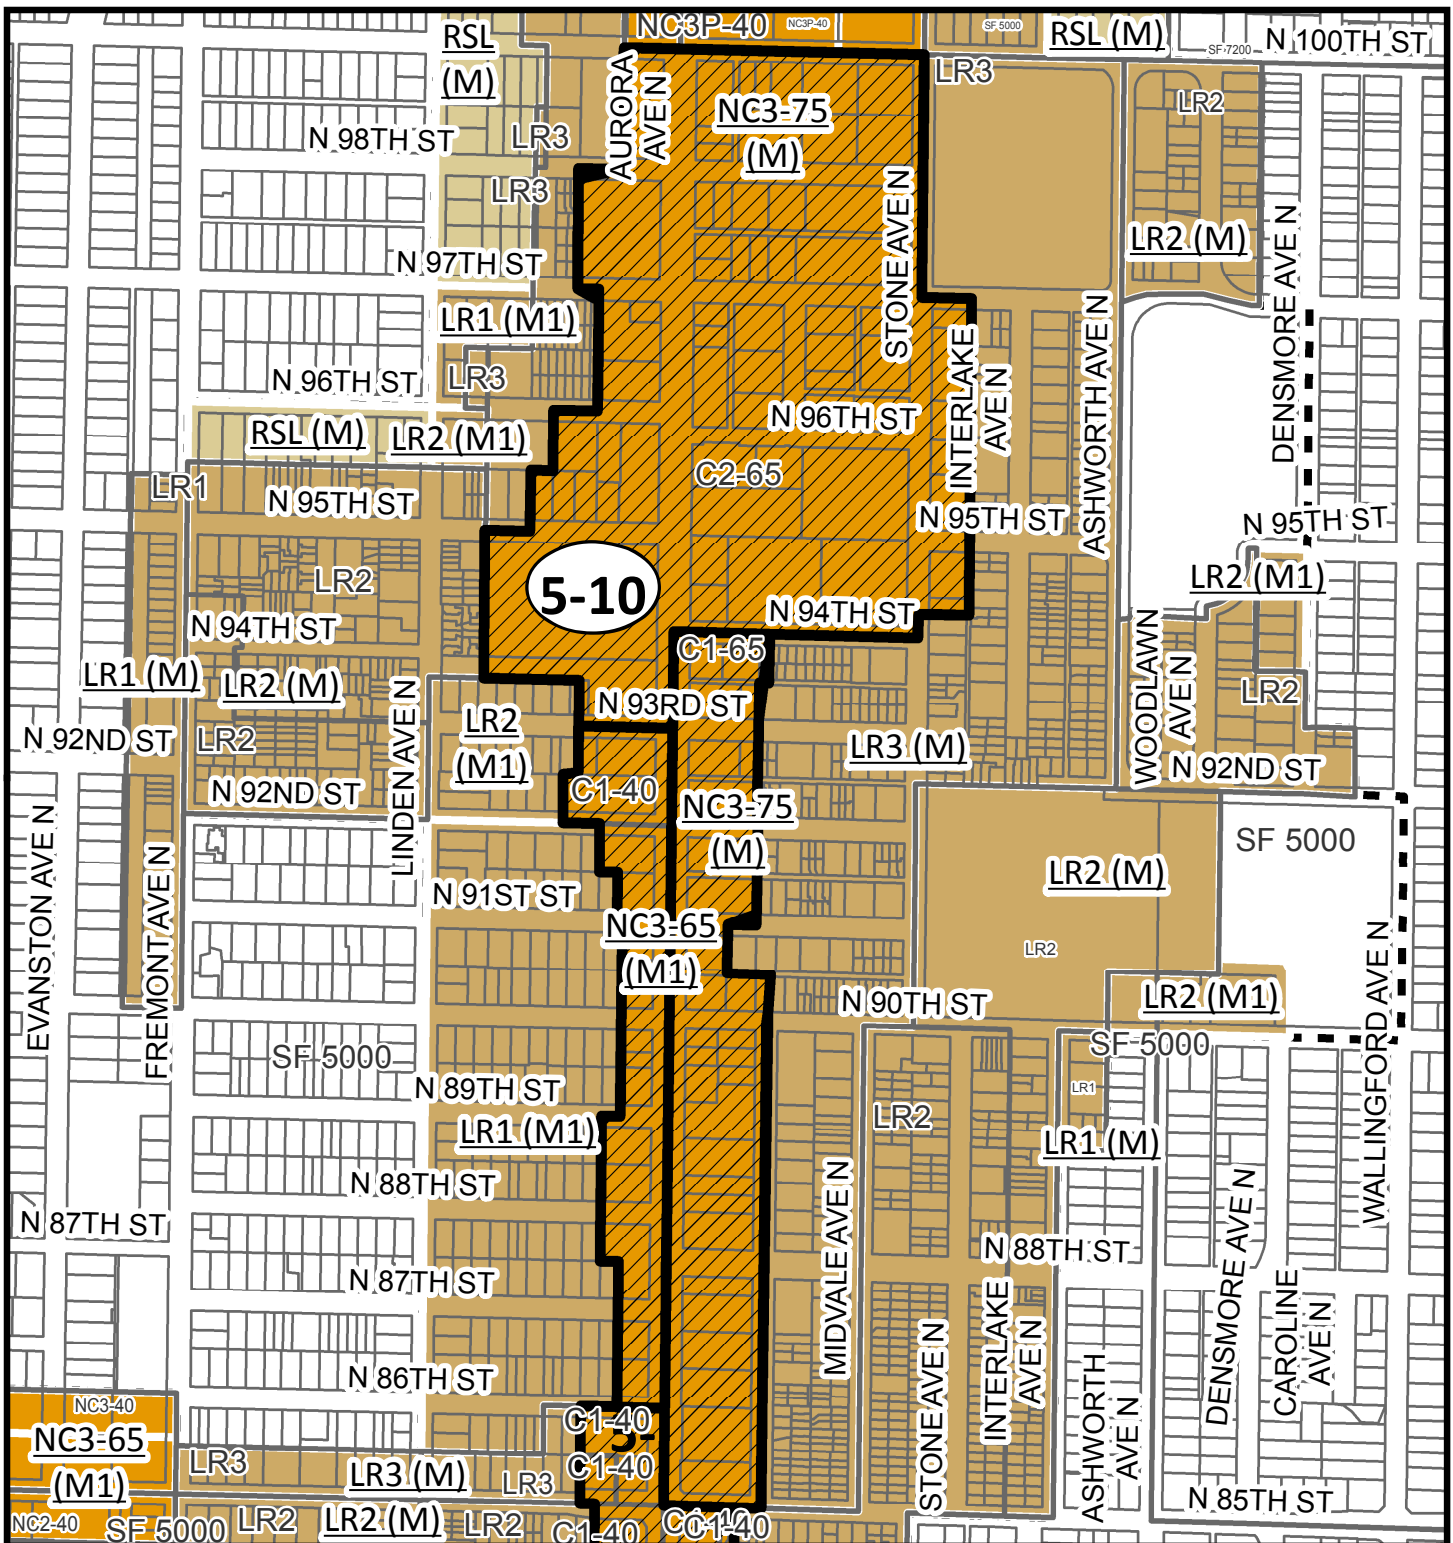 NC3P-40
NC3P-40
SF 5000
RSL (M)
SF 7200
N 100TH ST
RSL
(M)
AURORA
AVE N
LR3
LR2
NC3-75
(M)
N 98TH ST
LR3
LR3
STONE AVE N
LR2 (M)
DENSMORE AVE N
N 97TH ST
LR1 (M1)
INTERLAKE
AVE N
ASHWORTH AVE N
N 96TH ST
LR3
N 96TH ST
RSL (M)
LR2 (M1)
C2-65
LR1
N 95TH ST
N 95TH ST
N 95TH ST
LR2
5-10
LR2 (M1)
N 94TH ST
N 94TH ST
C1-65
WOODLAWN
AVE N
LR1 (M)
LR2 (M)
LINDEN AVE N
N 93RD ST
LR2
LR2
(M1)
N 92ND ST
LR2
LR3 (M)
N 92ND ST
N 92ND ST
C1-40
NC3-75
(M)
SF 5000
EVANSTON AVE N
FREMONT AVE N
N 91ST ST
LR2 (M)
NC3-65
(M1)
LR2
WALLINGFORD AVE N
N 90TH ST
LR2 (M1)
SF 5000
SF 5000
N 89TH ST
LR1
LR2
LR1 (M1)
LR1 (M)
N 88TH ST
MIDVALE AVE N
N 87TH ST
N 88TH ST
DENSMORE AVE N
N 87TH ST
STONE AVE N
INTERLAKE
AVE N
CAROLINE
AVE N
N 86TH ST
ASHWORTH
AVE N
NC3-40
C1-40
5-
NC3-65
(M1)
LR3
LR3 (M)
LR3
C1-40
N 85TH ST
NC2-40
SF 5000
LR2
LR2 (M)
LR2
C1-40
C1-40